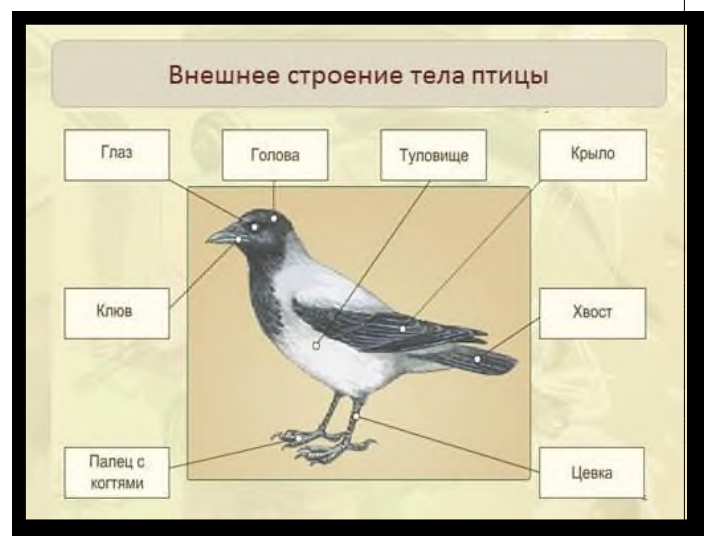 Внешнее строение тела птицы
Глаз
Голова
Туловище
Крыло
Клюв
Хвост
Палец с
когтями
Цевка